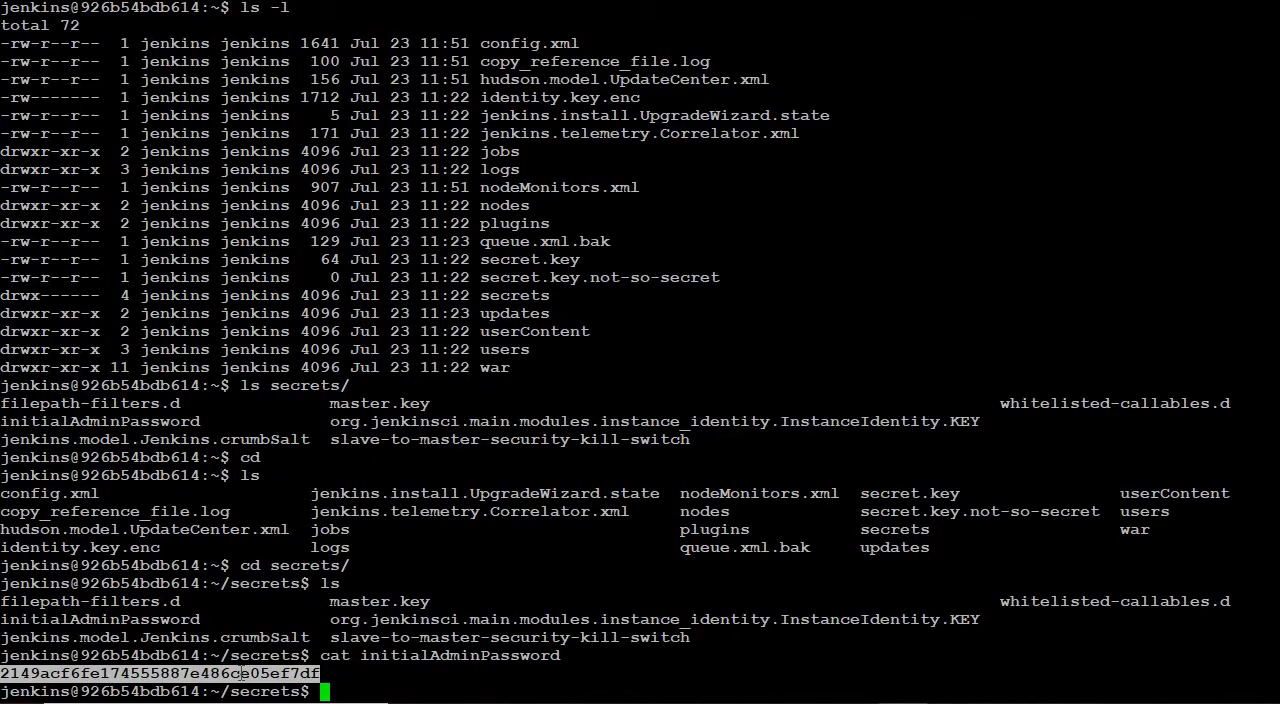 jenkins@926b54bdb614:~$ ls -l
total 72
-rw-r--r--  1 jenkins jenkins 1641 Jul 23 11:51 config.xml
-rw-r--r--  1 jenkins jenkins  100 Jul 23 11:51 copy_reference_file.log
-rw-r--r--  1 jenkins jenkins  156 Jul 23 11:51 hudson.model.UpdateCenter.xml
-rw-------  1 jenkins jenkins 1712 Jul 23 11:22 identity.key.enc
-rw-r--r--  1 jenkins jenkins    5 Jul 23 11:22 jenkins.install.UpgradeWizard.state
-rw-r--r--  1 jenkins jenkins  171 Jul 23 11:22 jenkins.telemetry.Correlator.xml
drwxr-xr-x  2 jenkins jenkins 4096 Jul 23 11:22 jobs
drwxr-xr-x  3 jenkins jenkins 4096 Jul 23 11:22 logs
-rw-r--r--  1 jenkins jenkins  907 Jul 23 11:51 nodeMonitors.xml
drwxr-xr-x  2 jenkins jenkins 4096 Jul 23 11:22 nodes
drwxr-xr-x  2 jenkins jenkins 4096 Jul 23 11:22 plugins
-rw-r--r--  1 jenkins jenkins  129 Jul 23 11:23 queue.xml.bak
-rw-r--r--  1 jenkins jenkins   64 Jul 23 11:22 secret.key
-rw-r--r--  1 jenkins jenkins    0 Jul 23 11:22 secret.key.not-so-secret
drwx------  4 jenkins jenkins 4096 Jul 23 11:22 secrets
drwxr-xr-x  2 jenkins jenkins 4096 Jul 23 11:23 updates
drwxr-xr-x  2 jenkins jenkins 4096 Jul 23 11:22 userContent
drwxr-xr-x  3 jenkins jenkins 4096 Jul 23 11:22 users
drwxr-xr-x 11 jenkins jenkins 4096 Jul 23 11:22 war
jenkins@926b54bdb614:~$ ls secrets/
filepath-filters.d               master.key                                                         whitelisted-callables.d
initialAdminPassword             org.jenkinsci.main.modules.instance_identity.InstanceIdentity.KEY
jenkins.model.Jenkins.crumbSalt  slave-to-master-security-kill-switch
jenkins@926b54bdb614:~$ cd
jenkins@926b54bdb614:~$ ls
config.xml                     jenkins.install.UpgradeWizard.state  nodeMonitors.xml  secret.key                userContent
copy_reference_file.log        jenkins.telemetry.Correlator.xml     nodes             secret.key.not-so-secret  users
hudson.model.UpdateCenter.xml  jobs                                 plugins           secrets                   war
identity.key.enc               logs                                 queue.xml.bak     updates
jenkins@926b54bdb614:~$ cd secrets/
jenkins@926b54bdb614:~/secrets$ ls
filepath-filters.d               master.key                                                         whitelisted-callables.d
initialAdminPassword             org.jenkinsci.main.modules.instance_identity.InstanceIdentity.KEY
jenkins.model.Jenkins.crumbSalt  slave-to-master-security-kill-switch
jenkins@926b54bdb614:~/secrets$ cat initialAdminPassword
2149acf6fe174555887e486ce05ef7df
jenkins@926b54bdb614:~/secrets$